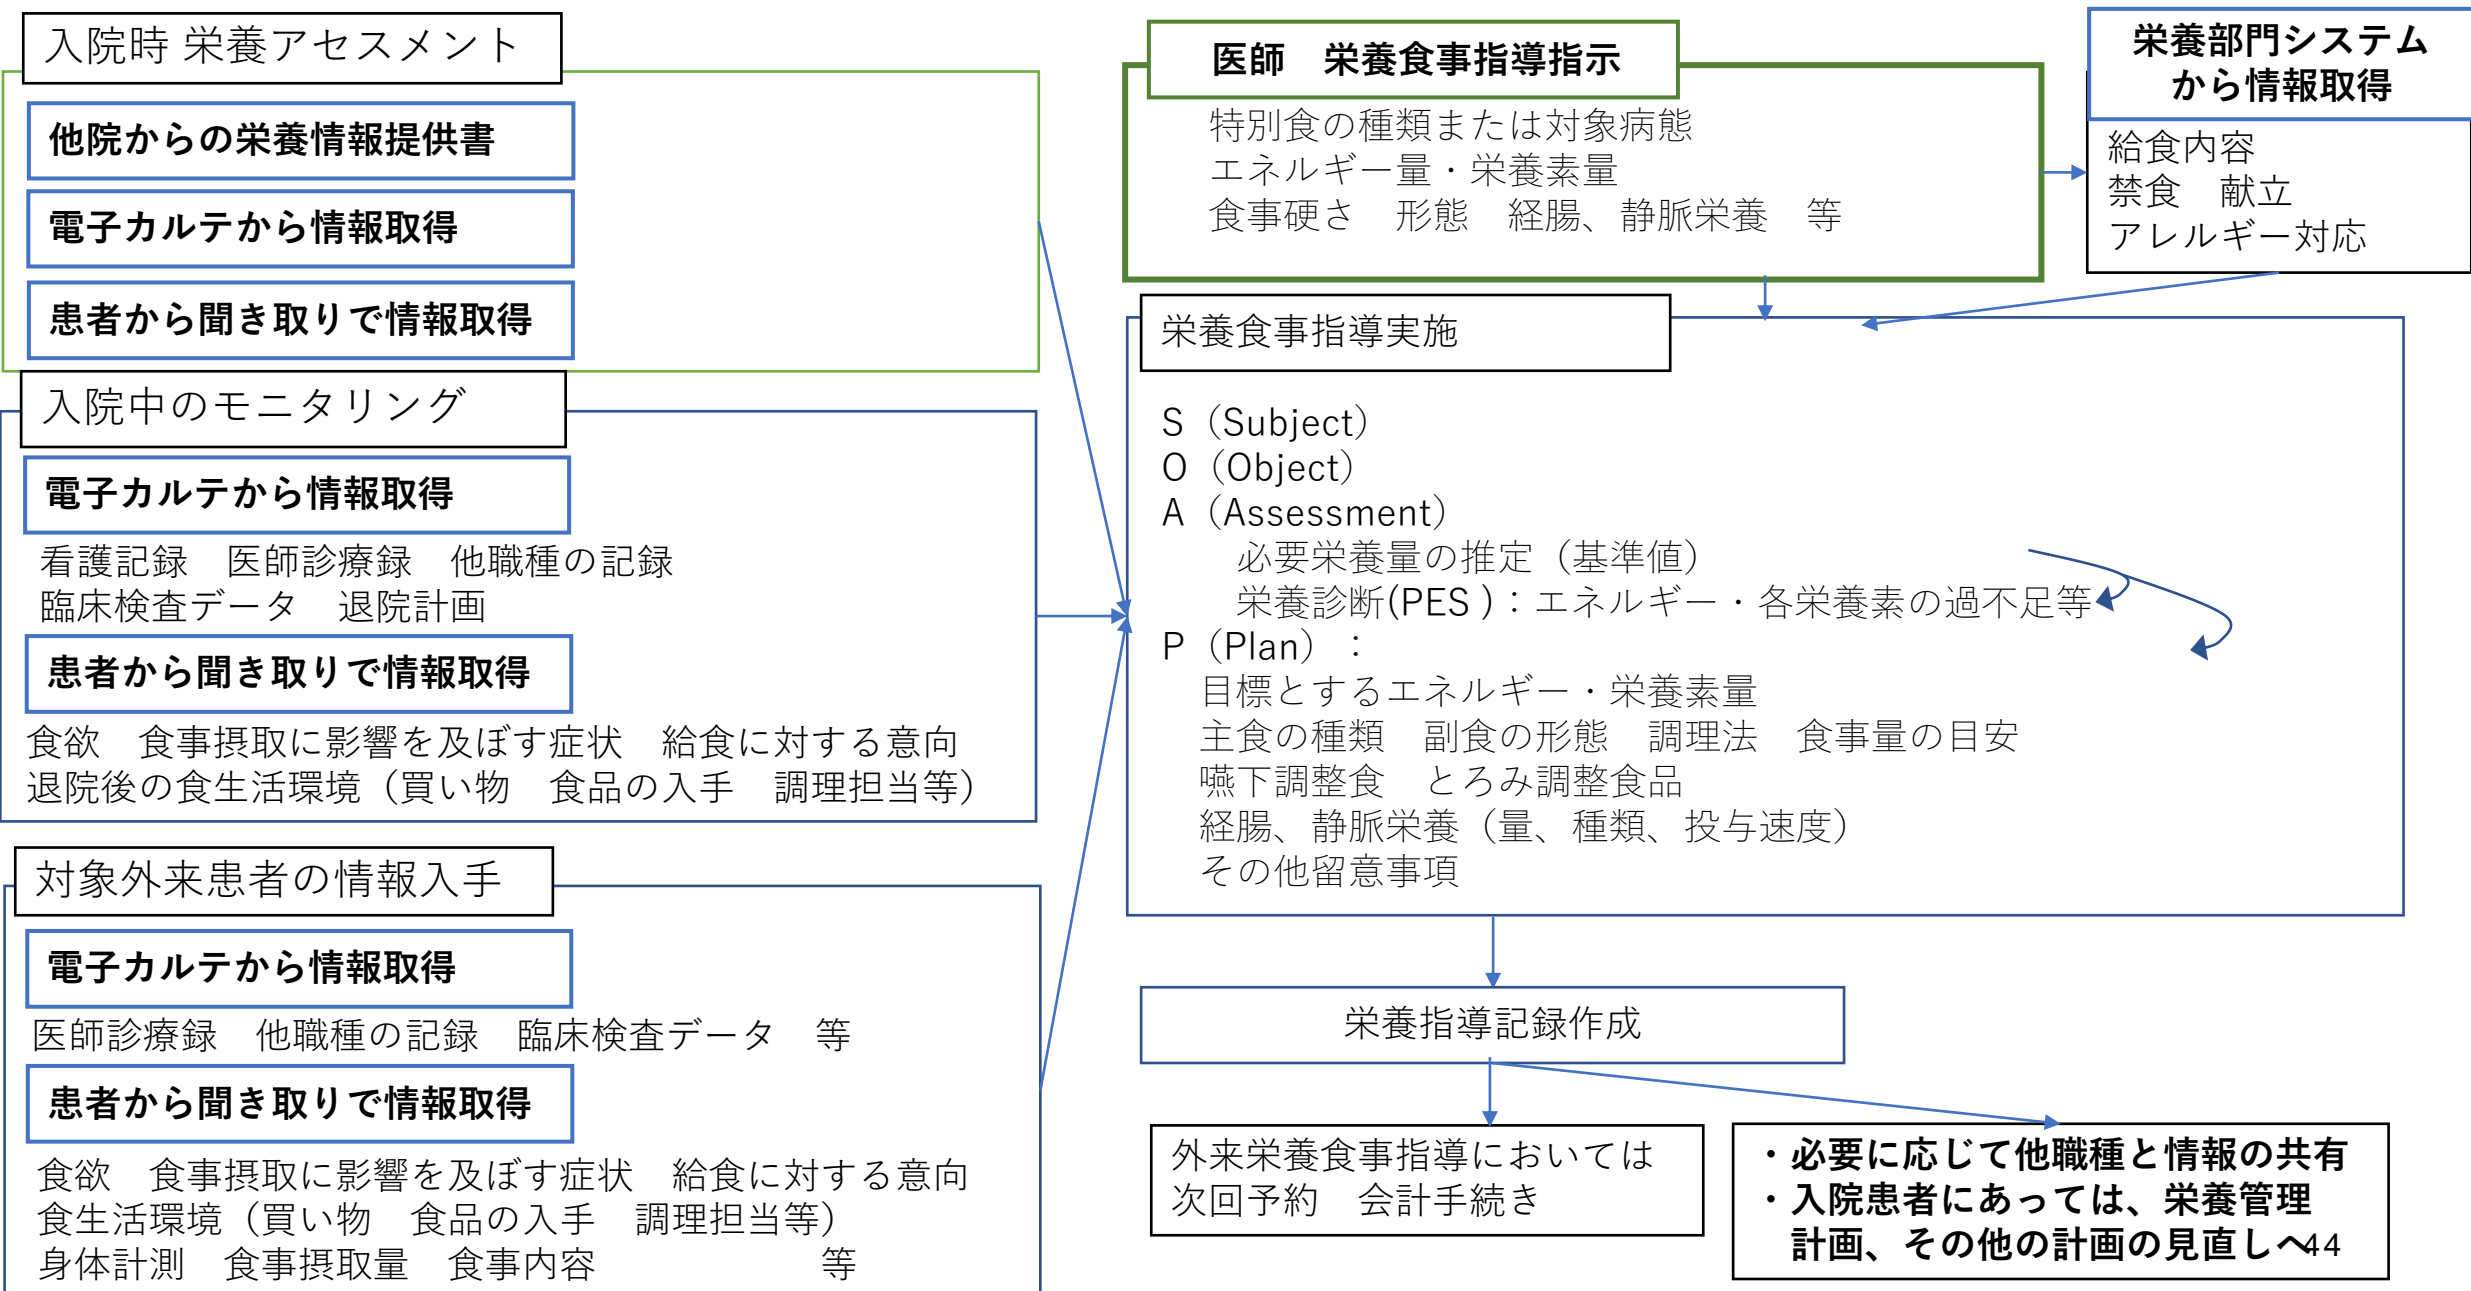 入院時 栄養アセスメント
他院からの栄養情報提供書
電子カルテから情報取得
患者から聞き取りで情報取得
入院中のモニタリング
電子カルテから情報取得
看護記録　医師診療録　他職種の記録
臨床検査データ　退院計画
患者から聞き取りで情報取得
食欲　食事摂取に影響を及ぼす症状　給食に対する意向
退院後の食生活環境（買い物　食品の入手　調理担当等）
対象外来患者の情報入手
電子カルテから情報取得
医師診療録　他職種の記録　臨床検査データ　等
患者から聞き取りで情報取得
食欲　食事摂取に影響を及ぼす症状　給食に対する意向
食生活環境（買い物　食品の入手　調理担当等）
身体計測　食事摂取量　食事内容　　　　　　等
医師　栄養食事指導指示
特別食の種類または対象病態
エネルギー量・栄養素量
食事硬さ　形態　経腸、静脈栄養　等
栄養部門システム
から情報取得
給食内容
禁食　献立
アレルギー対応
栄養食事指導実施
S（Subject）
O（Object）
A（Assessment）
必要栄養量の推定（基準値）
栄養診断(PES )：エネルギー・各栄養素の過不足等
P（Plan）：
目標とするエネルギー・栄養素量
主食の種類　副食の形態　調理法　食事量の目安
嚥下調整食　とろみ調整食品
経腸、静脈栄養（量、種類、投与速度）
その他留意事項
栄養指導記録作成
外来栄養食事指導においては
次回予約　会計手続き
・必要に応じて他職種と情報の共有
・入院患者にあっては、栄養管理
計画、その他の計画の見直しへ
44